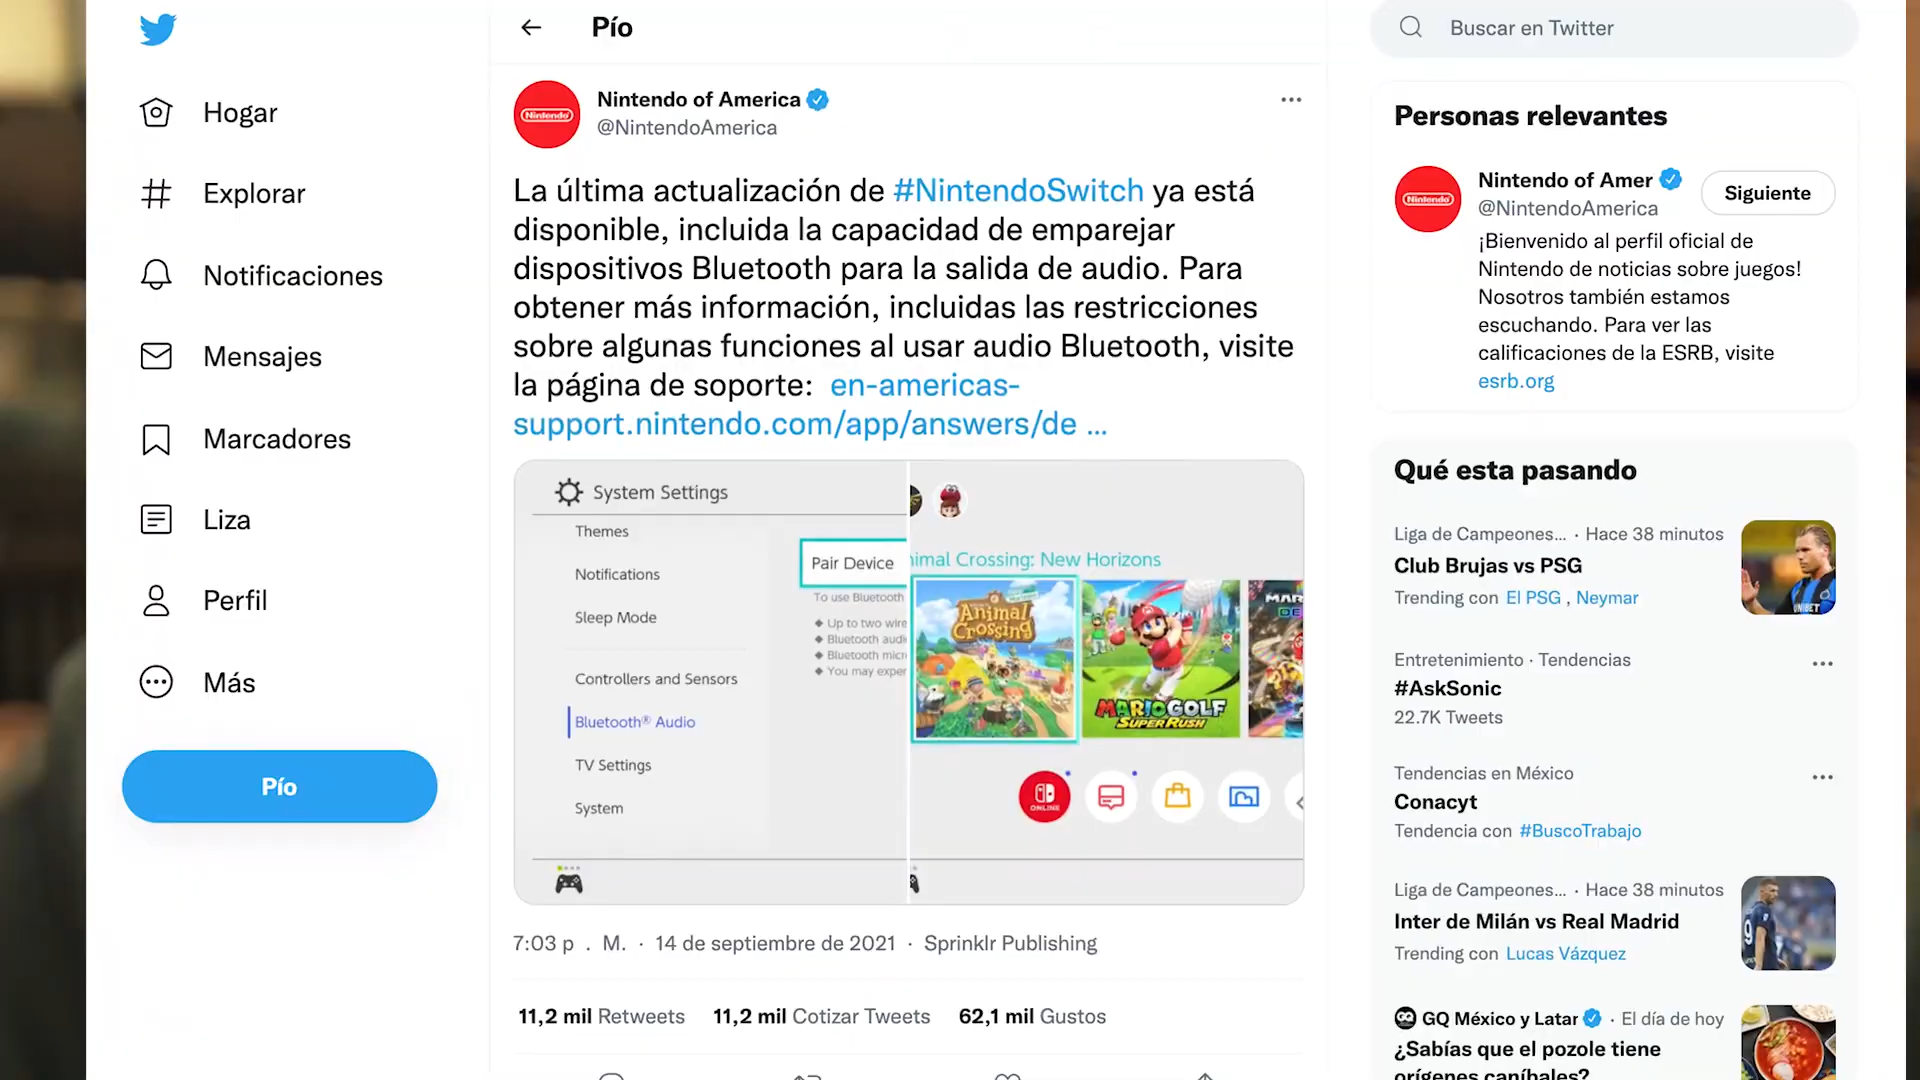 Pío
Buscar en Twitter
Hogar
Explorar
Notificaciones
Mensajes
Marcadores
Liza
Perfil
Más
Pío
Nintendo
Nintendo of America
@NintendoAmerica
La última actualización de #NintendoSwitch ya está
disponible, incluida la capacidad de emparejar
dispositivos Bluetooth para la salida de audio. Para
obtener más información, incluidas las restricciones
sobre algunas funciones al usar audio Bluetooth, visite
la página de soporte: en-americas-
support.nintendo.com/app/answers/de ...
System Settings
Themes
Notifications
Sleep Mode
Controllers and Sensors
Bluetooth® Audio
TV Settings
System
Pair Device
To use Bluetooth
◆ Up to two wire
◆ Bluetooth audi
◆ Bluetooth micr
◆ You may exper
nimal Crossing: New Horizons
Animal
Crossing
MARIO GOLF
SUPER RUSH
MAR
DE
ONLINE
7:03 p . M. · 14 de septiembre de 2021 · Sprinklr Publishing
11,2 mil Retweets 11,2 mil Cotizar Tweets 62,1 mil Gustos
Personas relevantes
Nintendo
Nintendo of Amer
@NintendoAmerica
Siguiente
¡Bienvenido al perfil oficial de
Nintendo de noticias sobre juegos!
Nosotros también estamos
escuchando. Para ver las
calificaciones de la ESRB, visite
esrb.org
Qué esta pasando
Liga de Campeones... · Hace 38 minutos
Club Brujas vs PSG
Trending con El PSG , Neymar
UNIBET
Entretenimiento · Tendencias
#AskSonic
22.7K Tweets
Tendencias en México
Conacyt
Tendencia con #BuscoTrabajo
Liga de Campeones... · Hace 38 minutos
Inter de Milán vs Real Madrid
Trending con Lucas Vázquez
9
GQ México y Latar · El día de hoy
¿Sabías que el pozole tiene
orígenes caníbales?